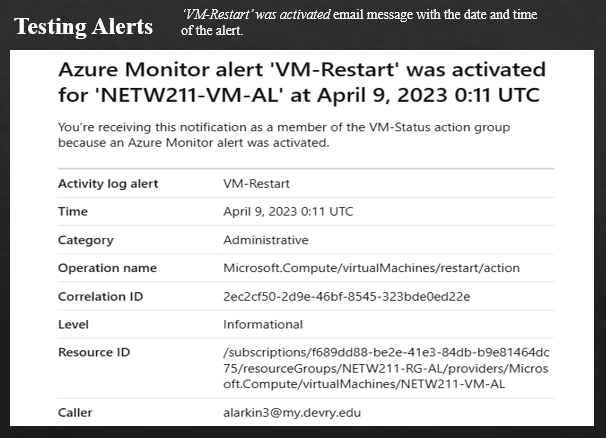 Testing Alerts
'VM-Restart' was activated email message with the date and time
of the alert.
Azure Monitor alert 'VM-Restart' was activated
for 'NETW211-VM-AL' at April 9, 2023 0:11 UTC
You're receiving this notification as a member of the VM-Status action group
because an Azure Monitor alert was activated.
Activity log alert VM-Restart
Time April 9, 2023 0:11 UTC
Category Administrative
Operation name Microsoft.Compute/virtualMachines/restart/action
Correlation ID 2ec2cf50-2d9e-46bf-8545-323bde0ed22e
Level Informational
Resource ID /subscriptions/f689dd88-be2e-41e3-84db-b9e81464dc
75/resourceGroups/NETW211-RG-AL/providers/Micros
oft.Compute/virtualMachines/NETW211-VM-AL
Caller alarkin3@my.devry.edu